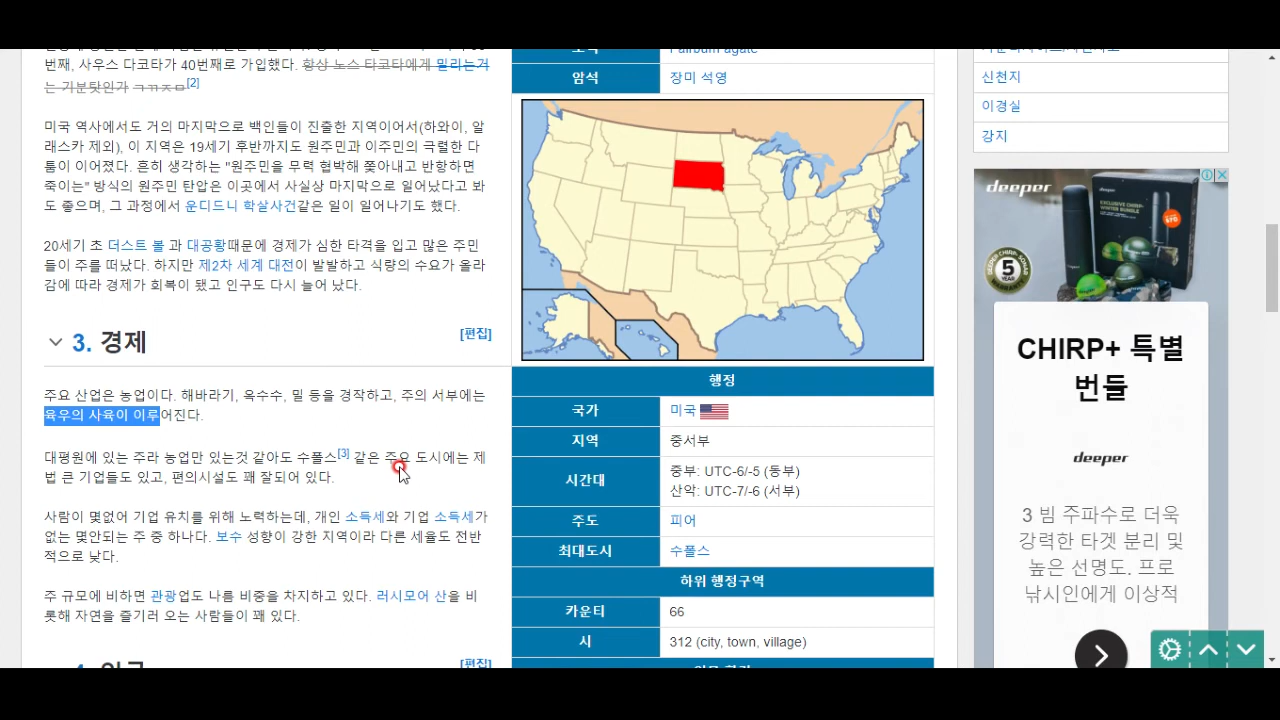 번째, 사우스 다코타가 40번째로 가입했다. 황상 노스 타코타에게 밀리는거
는 기분탓인가 ㄲㄲㅈㅁ[2]
미국 역사에서도 거의 마지막으로 백인들이 진출한 지역이어서(하와이, 알
래스카 제외), 이 지역은 19세기 후반까지도 원주민과 이주민의 극렬한 다
툼이 이어졌다. 흔히 생각하는 "원주민을 무력 협박해 쫓아내고 반항하면
죽이는" 방식의 원주민 탄압은 이곳에서 사실상 마지막으로 일어났다고 봐
도 좋으며, 그 과정에서 운디드니 학살사건같은 일이 일어나기도 했다.
20세기 초 더스트 볼 과 대공황때문에 경제가 심한 타격을 입고 많은 주민
들이 주를 떠났다. 하지만 제2차 세계 대전이 발발하고 식량의 수요가 올라
감에 따라 경제가 회복이 됐고 인구도 다시 늘어 났다.
3. 경제
[편집]
주요 산업은 농업이다. 해바라기, 옥수수, 밀 등을 경작하고, 주의 서부에는
육우의 사육이 이루어진다.
대평원에 있는 주라 농업만 있는것 같아도 수폴스[3] 같은 주요 도시에는 제
법 큰 기업들도 있고, 편의시설도 꽤 잘되어 있다.
사람이 몇없어 기업 유치를 위해 노력하는데, 개인 소득세와 기업 소득세가
없는 몇안되는 주 중 하나다. 보수 성향이 강한 지역이라 다른 세율도 전반
적으로 낮다.
주 규모에 비하면 관광업도 나름 비중을 차지하고 있다. 러시모어 산을 비
롯해 자연을 즐기러 오는 사람들이 꽤 있다.
[편집]
Fairburn agate
암석
장미 석영
행정
국가
미국
지역
중서부
시간대
중부: UTC-6/-5 (동부)
산악: UTC-7/-6 (서부)
주도
피어
최대도시
수폴스
하위 행정구역
카운티
66
시
312 (city, town, village)
신천지
이경실
강지
deeper
deeper
EXCLUSIVE CHIRP+
WINTER BUNDLE
5
YEAR
WARRANTY
CHIRP+ 특별
번들
deeper
3 빔 주파수로 더욱
강력한 타겟 분리 및
높은 선명도. 프로
낚시인에게 이상적